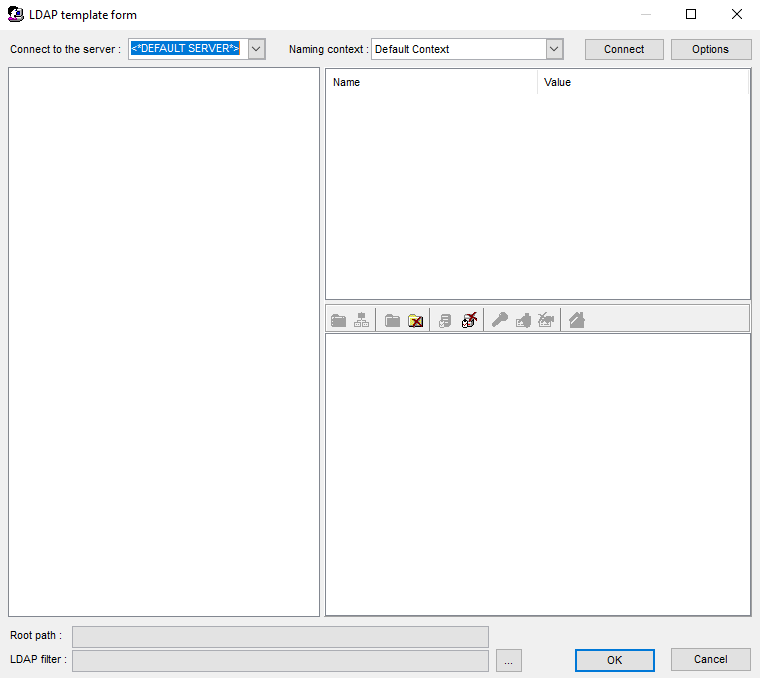 LDAP template form
Connect to the server : <*DEFAULT SERVER*> Naming context : Default Context Connect Options
Name Value
Root path :
LDAP filter : ... OK Cancel